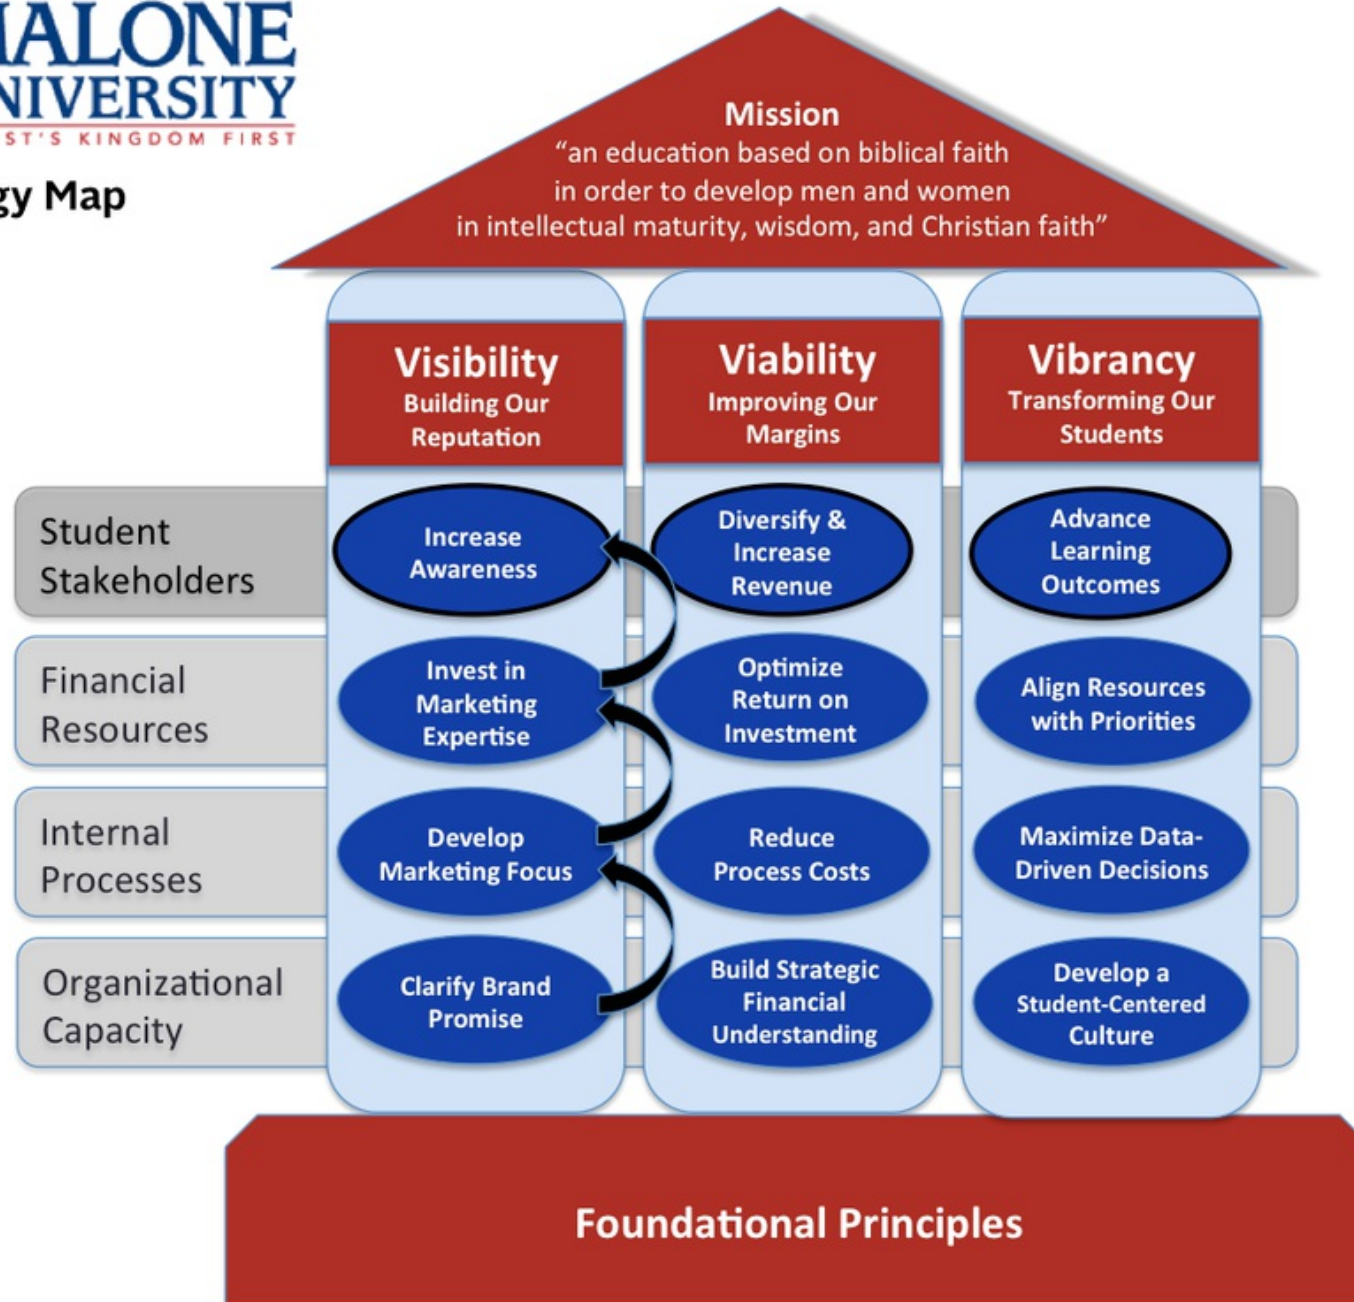 IALONE
NIVERSITY
ST'S KINGDOM FIRST
gy Map
Mission
“an education based on biblical faith
in order to develop men and women
in intellectual maturity, wisdom, and Christian faith”
Visibility
Building Our
Reputation
Viability
Improving Our
Margins
Vibrancy
Transforming Our
Students
Student
Stakeholders
Increase
Awareness
Diversify &
Increase
Revenue
Advance
Learning
Outcomes
Financial
Resources
Invest in
Marketing
Expertise
Optimize
Return on
Investment
Align Resources
with Priorities
Internal
Processes
Develop
Marketing Focus
Reduce
Process Costs
Maximize Data-
Driven Decisions
Organizational
Capacity
Clarify Brand
Promise
Build Strategic
Financial
Understanding
Develop a
Student-Centered
Culture
Foundational Principles